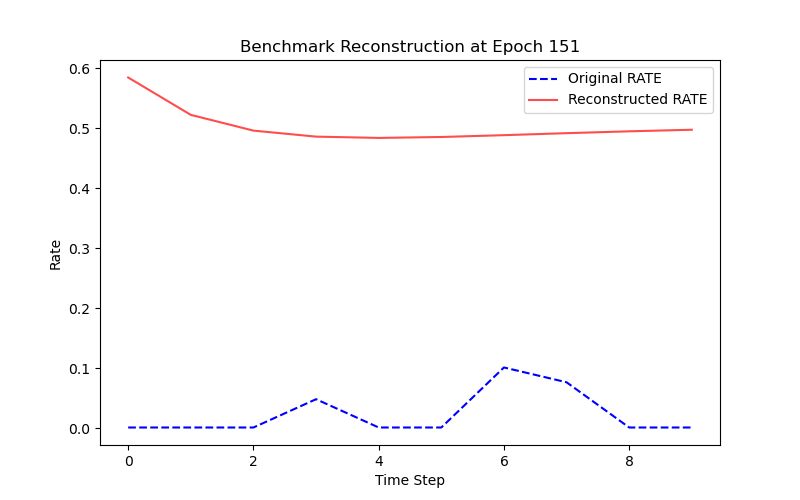 Benchmark Reconstruction at Epoch 151
Original RATE
Reconstructed RATE
0.6
0.5
0.4
0.3
0.2
0.1
0.0
Rate
0 2 4 6 8
Time Step